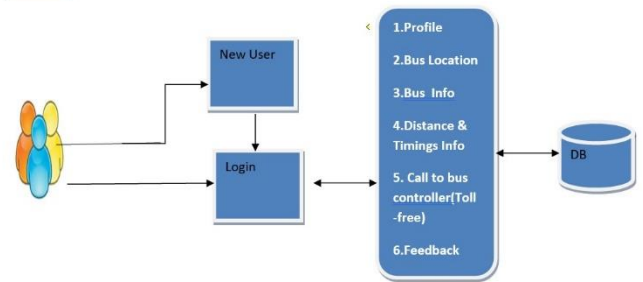 New User
Login
1.Profile
2.Bus Location
3.Bus Info
4.Distance &
Timings Info
5. Call to bus
controller(Toll
-free)
6.Feedback
DB